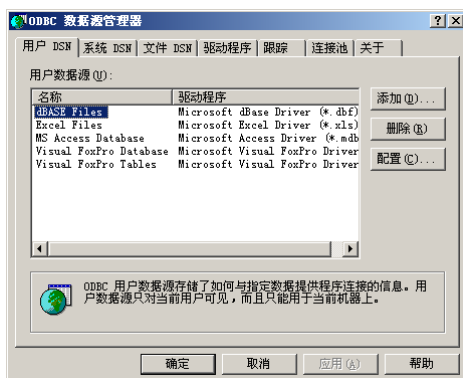 ODBC 数据源管理器
用户 DSN 系统 DSN 文件 DSN 驱动程序 跟踪 连接池 关于
用户数据源(U):
名称 驱动程序
dBASE Files Microsoft dBase Driver (*.dbf)
Excel Files Microsoft Excel Driver (*.xls)
MS Access Database Microsoft Access Driver (*.mdb
Visual FoxPro Database Microsoft Visual FoxPro Driver
Visual FoxPro Tables Microsoft Visual FoxPro Driver
添加(D)...
删除(R)
配置(C)...
ODBC 用户数据源存储了如何与指定数据提供程序连接的信息。用
户数据源只对当前用户可见，而且只能用于当前机器上。
确定 取消 应用(A) 帮助